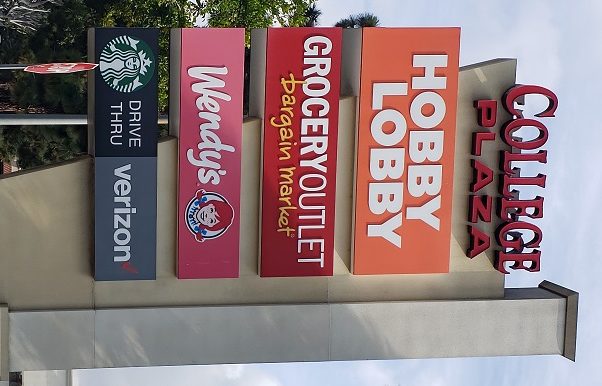 COLLEGE
PLAZA
HOBBY
LOBBY
GROCERY OUTLET
bargain market
Wendy's
DRIVE
THRU
verizon